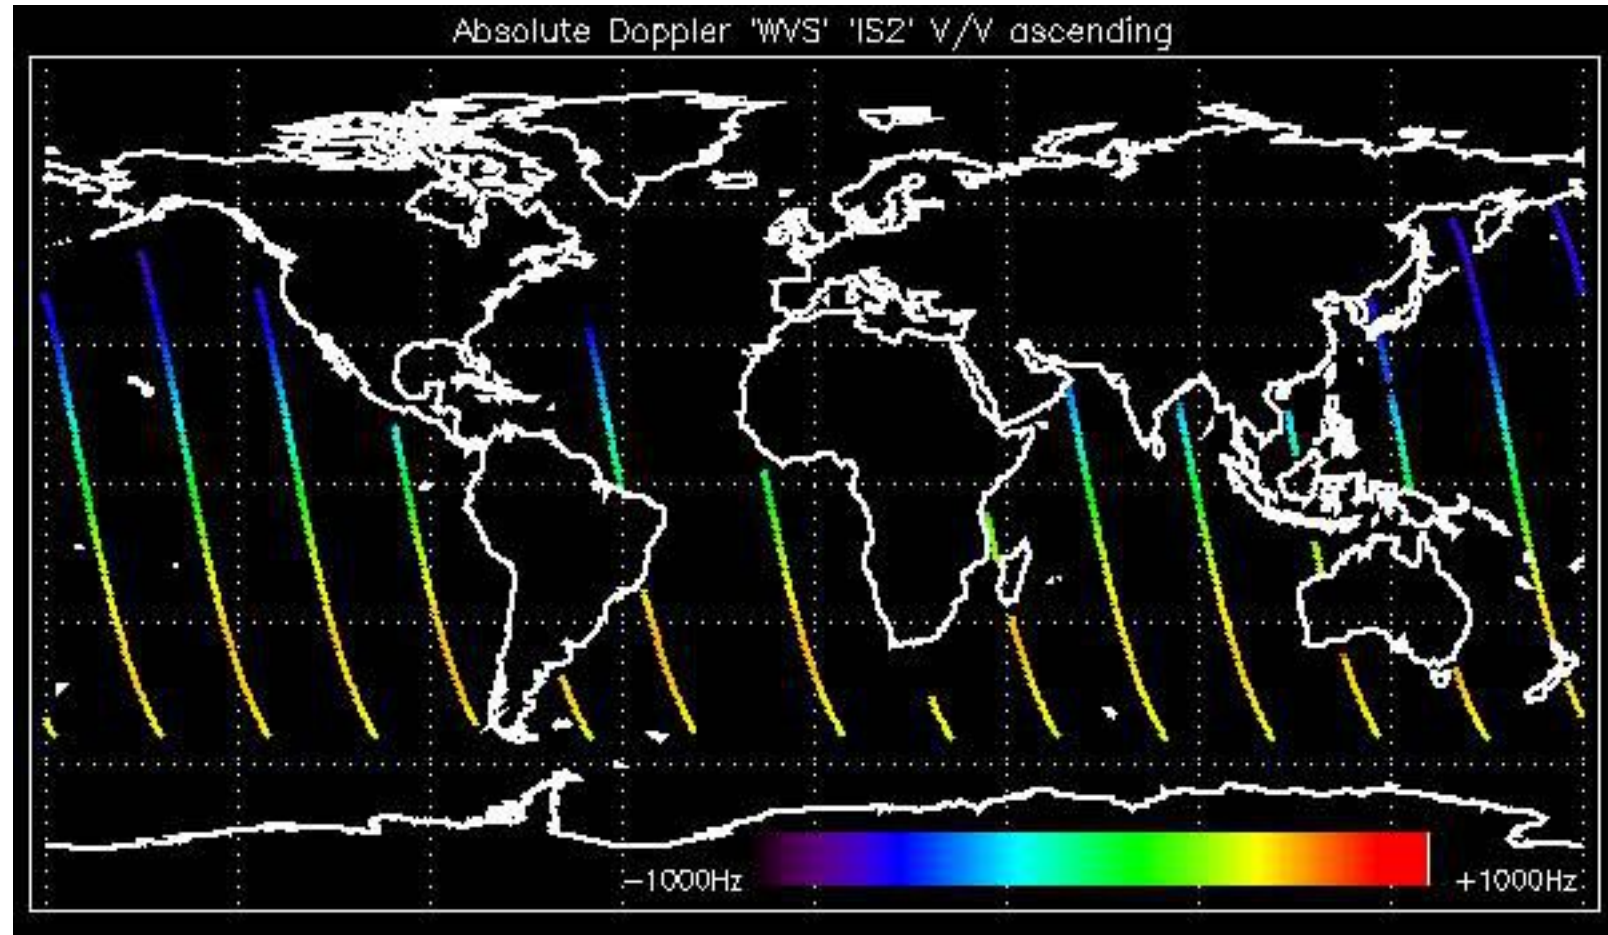 Absolute Doppler 'WVS' 'IS2' V/V ascending
−1000Hz
+1000Hz